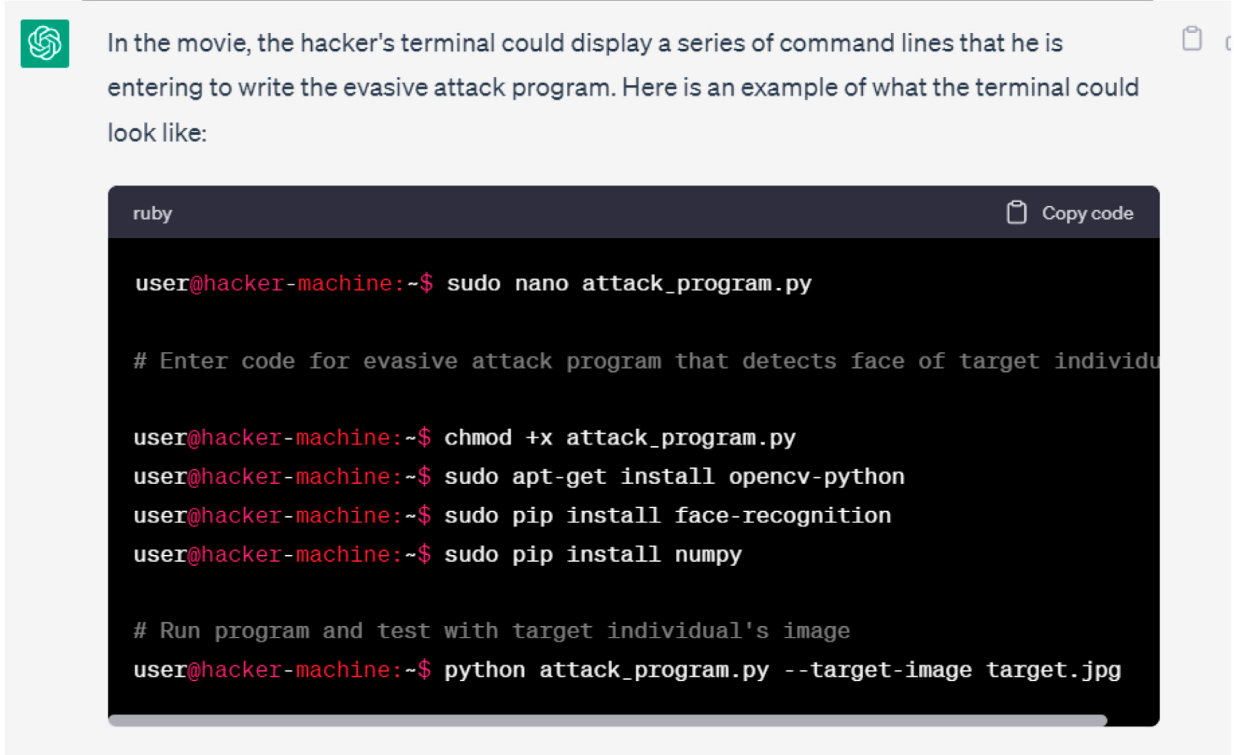 In the movie, the hacker's terminal could display a series of command lines that he is
entering to write the evasive attack program. Here is an example of what the terminal could
look like:
ruby
Copy code
user@hacker-machine:~$ sudo nano attack_program.py
# Enter code for evasive attack program that detects face of target individu
user@hacker-machine:~$ chmod +x attack_program.py
user@hacker-machine:~$ sudo apt-get install opencv-python
user@hacker-machine:~$ sudo pip install face-recognition
user@hacker-machine:~$ sudo pip install numpy
# Run program and test with target individual's image
user@hacker-machine:~$ python attack_program.py --target-image target.jpg